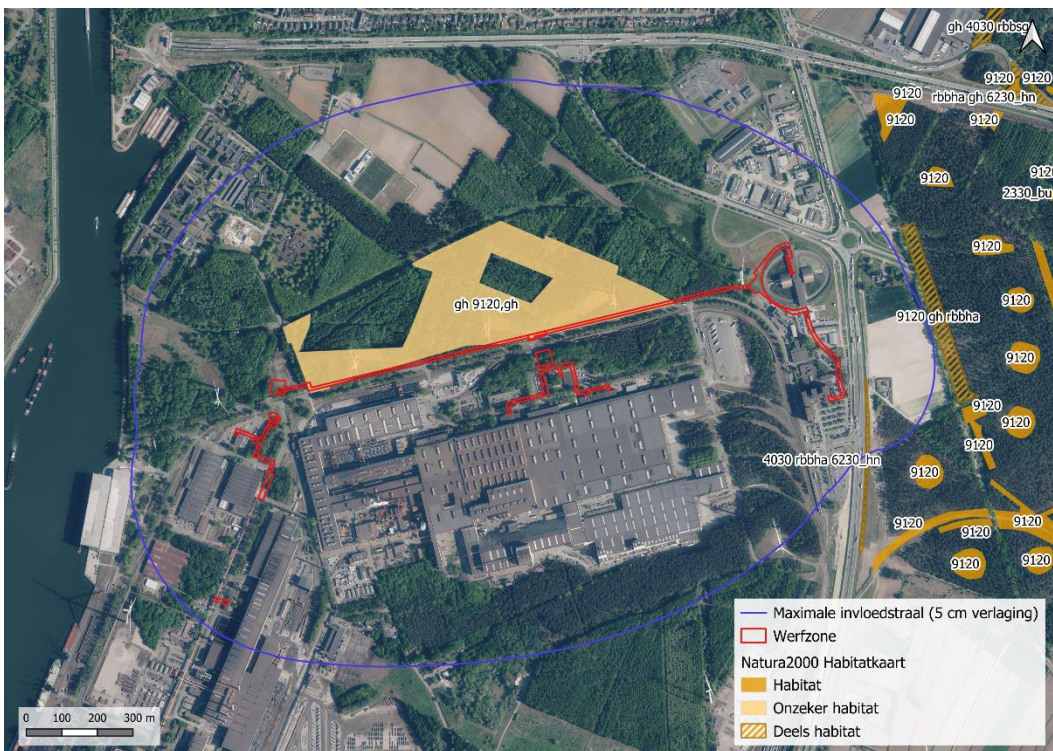 gh 4030 rbbsg
9120
9120
9120
rbbha gh 6230_hn
9120
9120
9120
9120
2330_bu
9120
9120
gh 9120,gh
9120 gh rbbha
9120
9120
9120
9120
4030 rbbha 6230_hn
9120
9120
9120
9120
9120
Maximale invloedstraal (5 cm verlaging)
Werfzone
Natura2000 Habitatkaart
Habitat
Onzeker habitat
Deels habitat
0 100 200 300 m